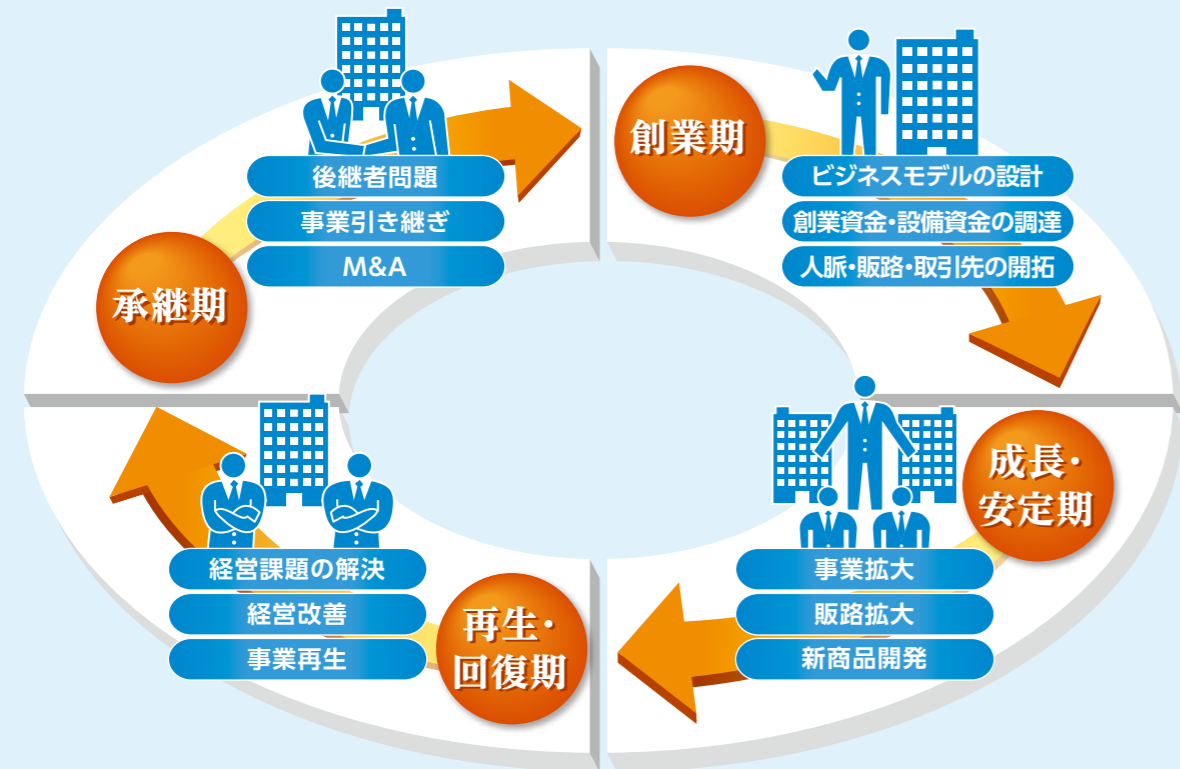 創業期
ビジネスモデルの設計
創業資金・設備資金の調達
人脈・販路・取引先の開拓
成長・
安定期
事業拡大
販路拡大
新商品開発
再生・
回復期
経営課題の解決
経営改善
事業再生
承継期
後継者問題
事業引き継ぎ
M&A